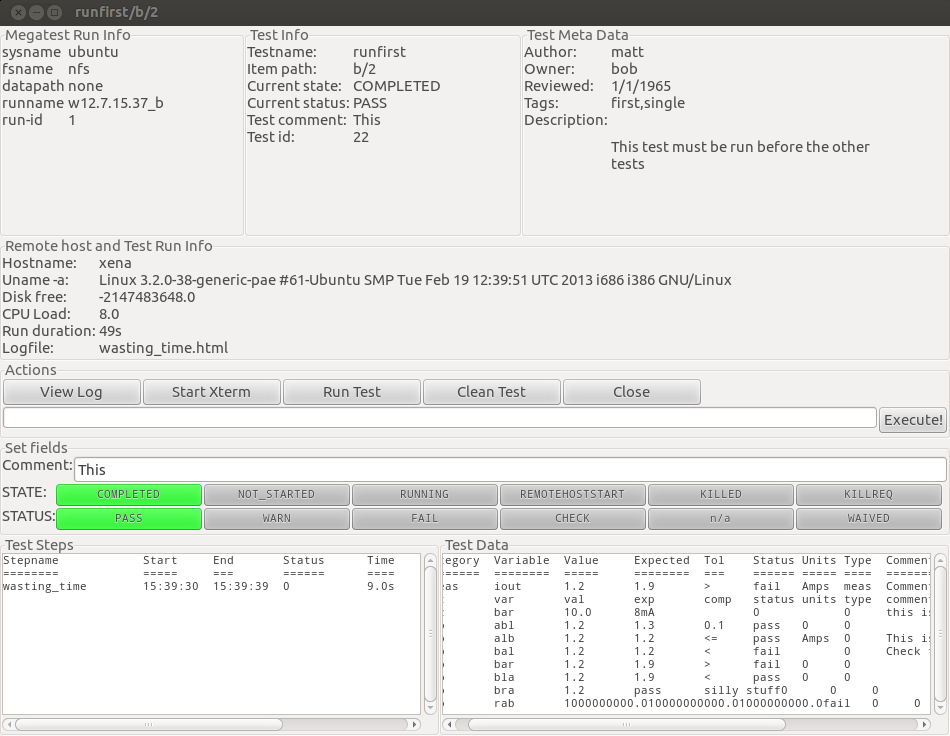 runfirst/b/2
Megatest Run Info
sysname ubuntu
fsname nfs
datapath none
runname w12.7.15.37_b
run-id 1
Test Info
Testname: runfirst
Item path: b/2
Current state: COMPLETED
Current status: PASS
Test comment: This
Test id: 22
Test Meta Data
Author: matt
Owner: bob
Reviewed: 1/1/1965
Tags: first,single
Description:
This test must be run before the other
tests
Remote host and Test Run Info
Hostname: xena
Uname -a: Linux 3.2.0-38-generic-pae #61-Ubuntu SMP Tue Feb 19 12:39:51 UTC 2013 i686 i386 GNU/Linux
Disk free: -2147483648.0
CPU Load: 8.0
Run duration: 49s
Logfile: wasting_time.html
Actions
View Log Start Xterm Run Test Clean Test Close
Execute!
Set fields
Comment: This
STATE: COMPLETED NOT_STARTED RUNNING REMOTEHOSTSTART KILLED KILLREQ
STATUS: PASS WARN FAIL CHECK n/a WAIVED
Test Steps
Stepname Start End Status Time
======== ===== === ====== ====
wasting_time 15:39:30 15:39:39 0 9.0s
Test Data
egory Variable Value Expected Tol Status Units Type Commen
====== ======== ===== ======== === ====== ===== ==== ======
as iout 1.2 1.9 > fail Amps meas Commen
var val exp comp status units type commen
bar 10.0 8mA 0 0 this is
abl 1.2 1.3 0.1 pass 0 0
alb 1.2 1.2 <= pass Amps 0 This is
bal 1.2 1.2 < fail 0 Check
bar 1.2 1.9 > fail 0 0
bla 1.2 1.9 < pass 0 0
bra 1.2 pass silly stuff0 0 0
rab 1000000000.010000000000.01000000000.0fail 0 0